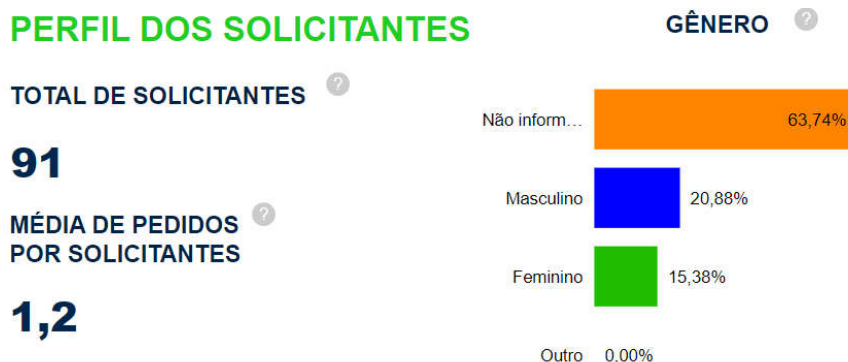 PERFIL DOS SOLICITANTES
TOTAL DE SOLICITANTES ?
91
MÉDIA DE PEDIDOS ?
POR SOLICITANTES
1,2
GÊNERO ?
Não inform... 63,74%
Masculino 20,88%
Feminino 15,38%
Outro 0,00%